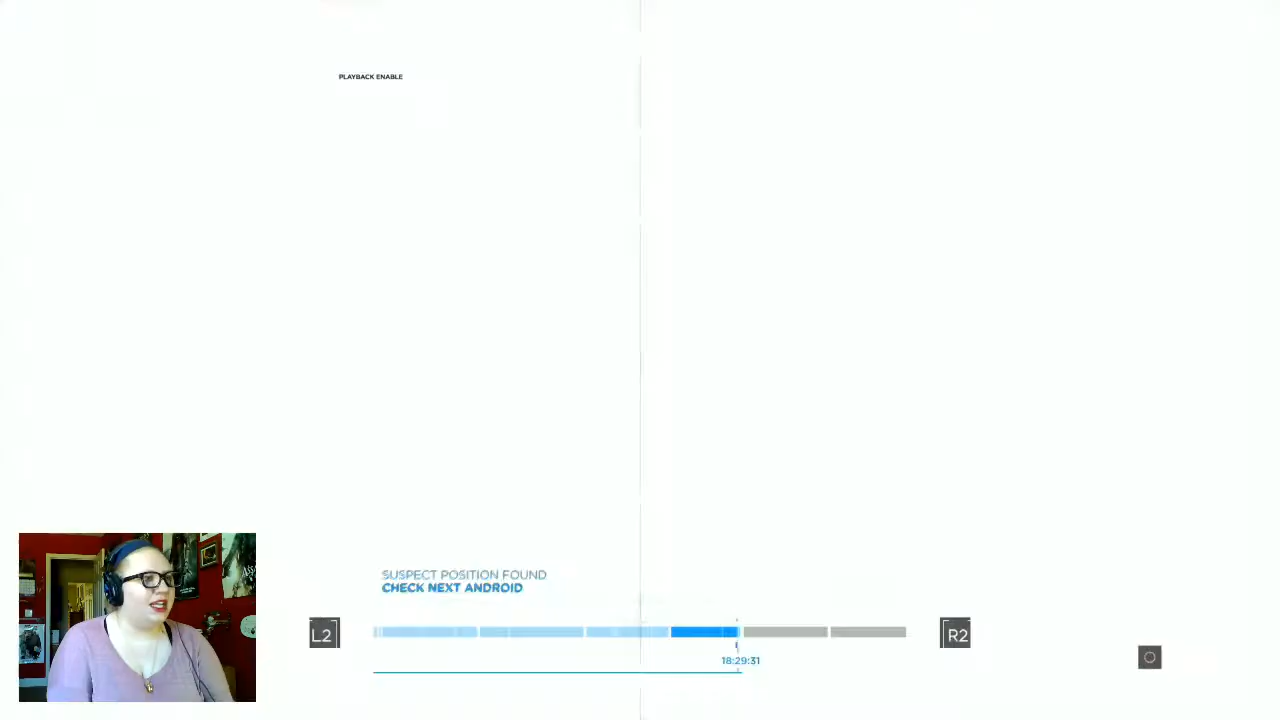 PLAYBACK ENABLE
SUSPECT POSITION FOUND
CHECK NEXT ANDROID
L2
R2
18:29:31